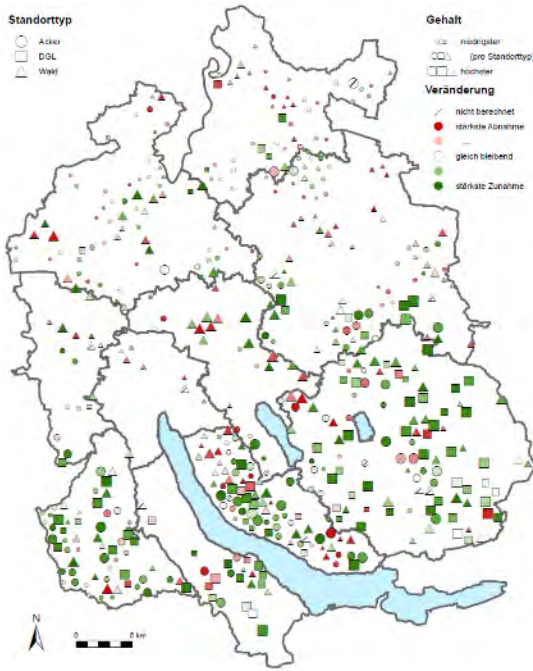 Standorttyp
Acker
DGL
Wald
Gehalt
niedrigster
... (pro Standorttyp)
höchster
Veränderung
nicht berechnet
stärkste Abnahme
...
gleich bleibend
...
stärkste Zunahme
N
0 8 km